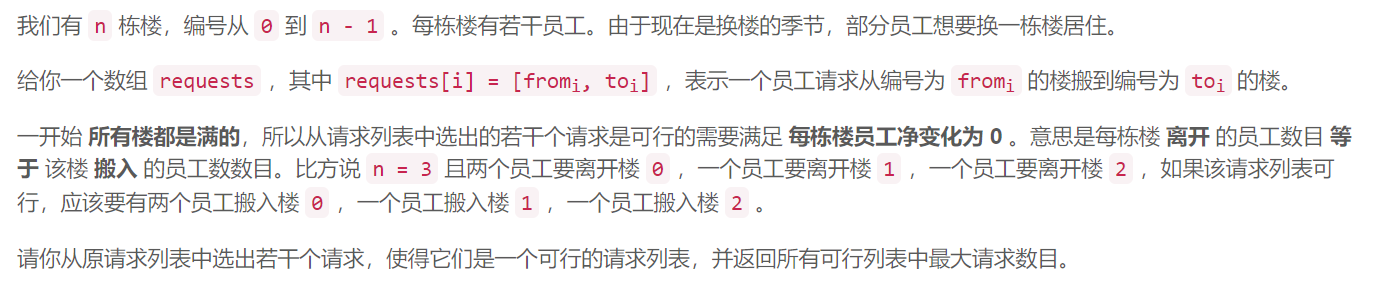 我们有 n 栋楼，编号从 0 到 n - 1 。每栋楼有若干员工。由于现在是换楼的季节，部分员工想要换一栋楼居住。
给你一个数组 requests ，其中 requests[i] = [fromi, toi] ，表示一个员工请求从编号为 fromi 的楼搬到编号为 toi 的楼。
一开始 所有楼都是满的，所以从请求列表中选出的若干个请求是可行的需要满足 每栋楼员工净变化为 0 。意思是每栋楼 离开 的员工数目 等
于 该楼 搬入 的员工数数目。比方说 n = 3 且两个员工要离开楼 0 ，一个员工要离开楼 1 ，一个员工要离开楼 2 ，如果该请求列表可
行，应该要有两个员工搬入楼 0 ，一个员工搬入楼 1 ，一个员工搬入楼 2 。
请你从原请求列表中选出若干个请求，使得它们是一个可行的请求列表，并返回所有可行列表中最大请求数目。